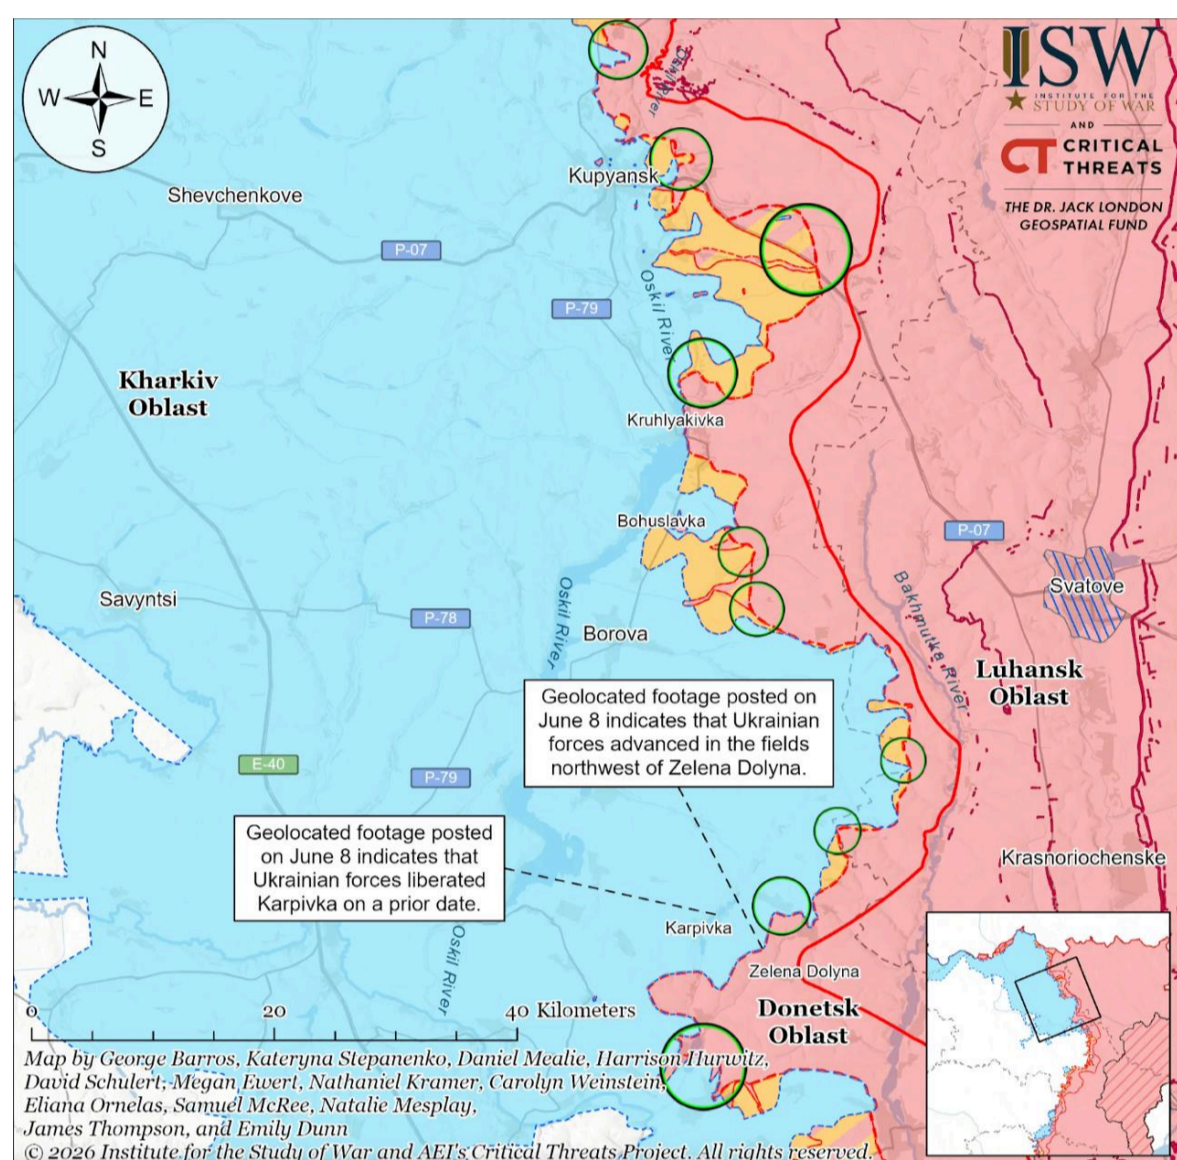 N
W
E
S
ISW
INSTITUTE FOR THE
STUDY OF WAR
AND
CT CRITICAL
THREATS
THE DR. JACK LONDON
GEOSPATIAL FUND
Oskil River
Kupyansk
Shevchenkove
P-07
P-79
Oskil River
Kharkiv
Oblast
Kruhlyakivka
Bohuslavka
P-07
Svatove
Bakhmutka River
Savyntsi
P-78
Oskil River
Borova
Luhansk
Oblast
Geolocated footage posted on
June 8 indicates that Ukrainian
forces advanced in the fields
northwest of Zelena Dolyna.
E-40
P-79
Geolocated footage posted
on June 8 indicates that
Ukrainian forces liberated
Karpivka on a prior date.
Krasnoriochenske
Karpivka
Oskil River
Zelena Dolyna
0
20
40 Kilometers
Donetsk
Oblast
Map by George Barros, Kateryna Stepanenko, Daniel Mealie, Harrison Hurwitz,
David Schulert, Megan Ewert, Nathaniel Kramer, Carolyn Weinstein,
Eliana Ornelas, Samuel McRee, Natalie Mesplay,
James Thompson, and Emily Dunn
© 2026 Institute for the Study of War and AEI's Critical Threats Project. All rights reserved.